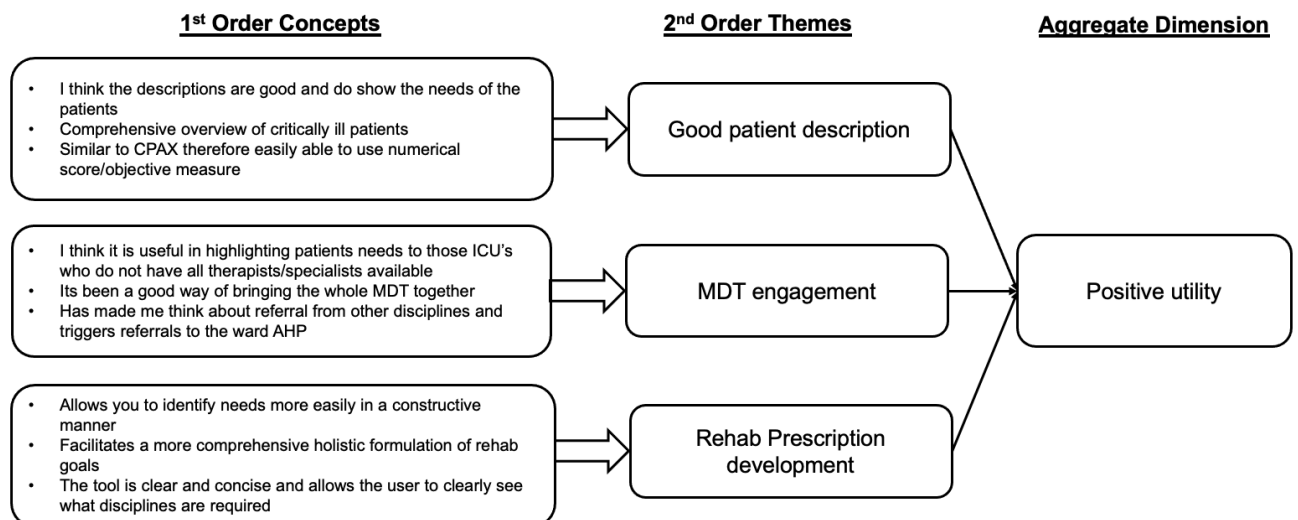 1st Order Concepts
2nd Order Themes
Aggregate Dimension
• I think the descriptions are good and do show the needs of the
patients
• Comprehensive overview of critically ill patients
• Similar to CPAX therefore easily able to use numerical
score/objective measure
Good patient description
• I think it is useful in highlighting patients needs to those ICU's
who do not have all therapists/specialists available
• Its been a good way of bringing the whole MDT together
• Has made me think about referral from other disciplines and
triggers referrals to the ward AHP
MDT engagement
Positive utility
• Allows you to identify needs more easily in a constructive
manner
• Facilitates a more comprehensive holistic formulation of rehab
goals
• The tool is clear and concise and allows the user to clearly see
what disciplines are required
Rehab Prescription
development